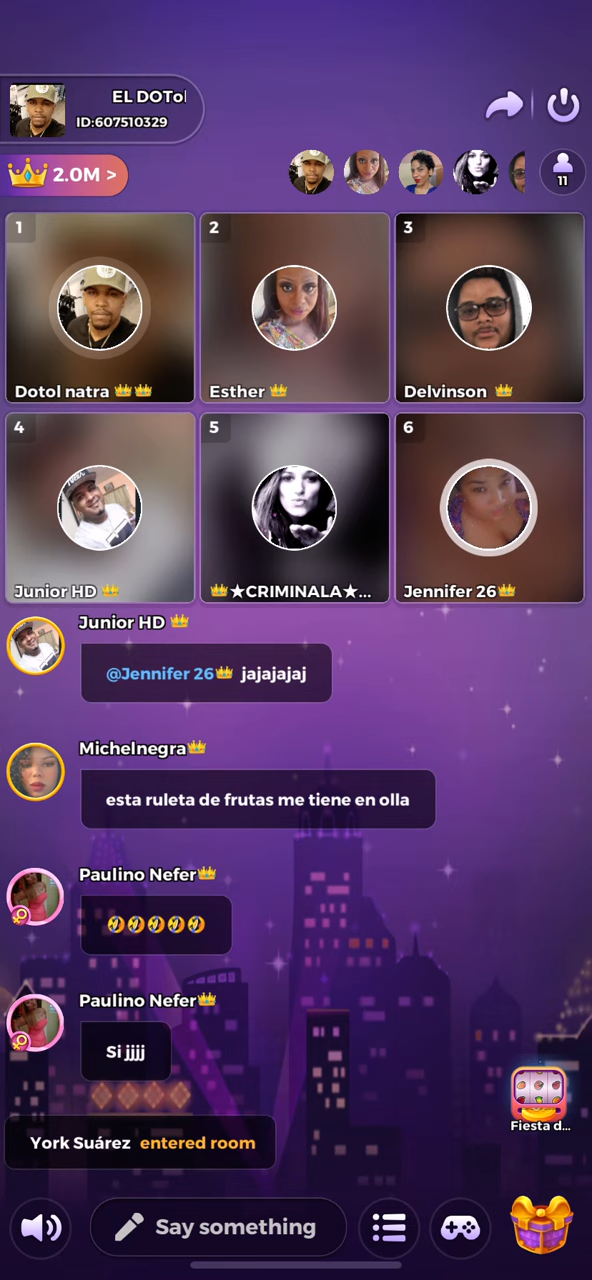 EL DOTol
ID:607510329
2.0M >
11
1
2
3
Dotol natra 👑👑
Esther 👑
Delvinson 👑
4
5
6
Junior HD 👑
👑★CRIMINALA★...
Jennifer 26👑
Junior HD 👑
@Jennifer 26👑 jajajajaj
Michelnegra👑
esta ruleta de frutas me tiene en olla
Paulino Nefer👑
🤣🤣🤣🤣🤣
Paulino Nefer👑
Si jjjj
Fiesta d...
York Suárez entered room
Say something